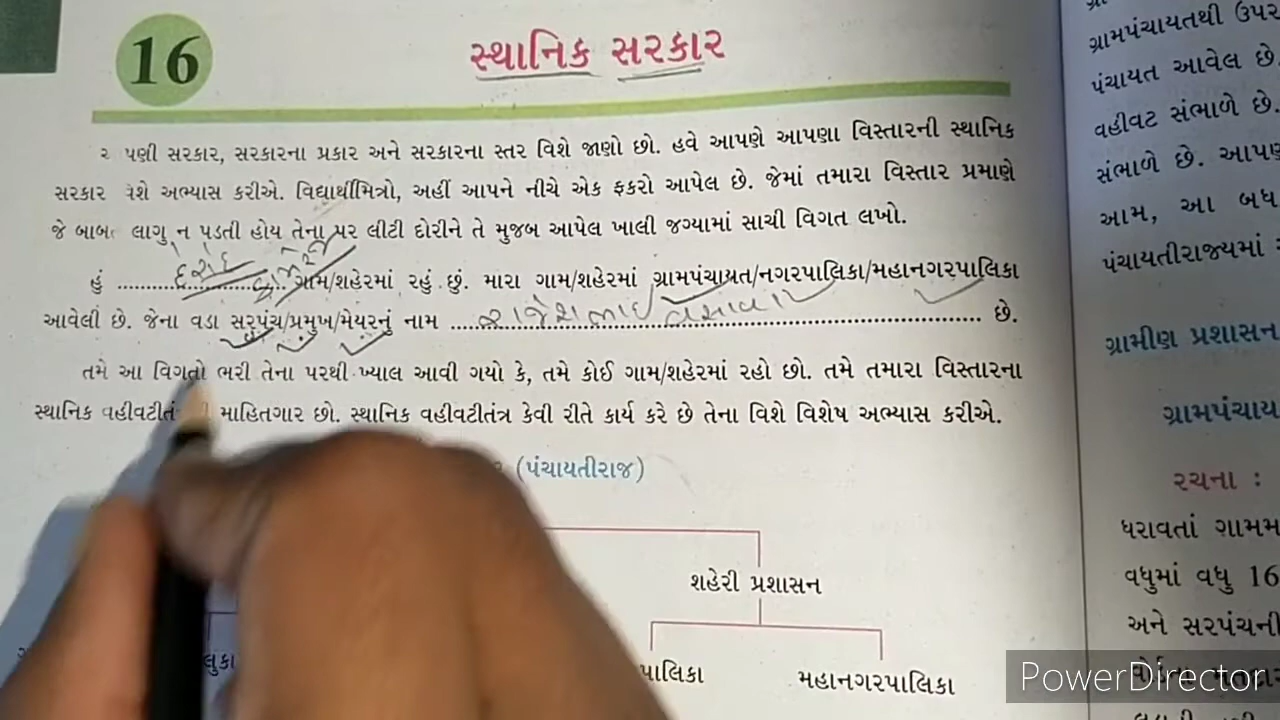 16
સ્થાનિક સરકાર
પણી સરકાર, સરકારના પ્રકાર અને સરકારના સ્તર વિશે જાણો છો. હવે આપણે આપણા વિસ્તારની સ્થાનિક
સરકાર અભ્યાસ કરીએ. વિદ્યાર્થીમિત્રો, અહીં આપને નીચે એક ફકરો આપેલ છે. જેમાં તમારા વિસ્તાર પ્રમાણે
જે બાબત લાગુ ન પડતી હોય તેના પર લીટી દોરીને તે મુજબ આપેલ ખાલી જગ્યામાં સાચી વિગત લખો.
હું .............................. ગ્રામ/શહેરમાં રહું છું. મારા ગામ/શહેરમાં ગ્રામપંચાયત/નગરપાલિકા/મહાનગરપાલિકા
આવેલી છે. જેના વડા સરપંચ/પ્રમુખ/મેયરનું નામ .............................. છે.
તમે આ વિગતો ભરી તેના પરથી ખ્યાલ આવી ગયો કે, તમે કોઈ ગામ/શહેરમાં રહો છો. તમે તમારા વિસ્તારના
સ્થાનિક માહિતગાર છો. સ્થાનિક વહીવટીતંત્ર કેવી રીતે કાર્ય કરે છે તેના વિશે વિશેષ અભ્યાસ કરીએ.
(પંચાયતીરાજ)
શહેરી પ્રશાસન
લુકા પાલિકા મહાનગરપાલિકા
ગ્રામપંચાયતથી ઉપર
પંચાયત આવેલ છે.
વહીવટ સંભાળે છે.
સંભાળે છે. આપણ
આમ, આ બધ
પંચાયતીરાજ્યમાં
ગ્રામીણ પ્રશાસન
ગ્રામપંચાય
રચના :
ધરાવતાં ગ્રામમ
વધુમાં વધુ 16
અને સરપંચની
PowerDirector